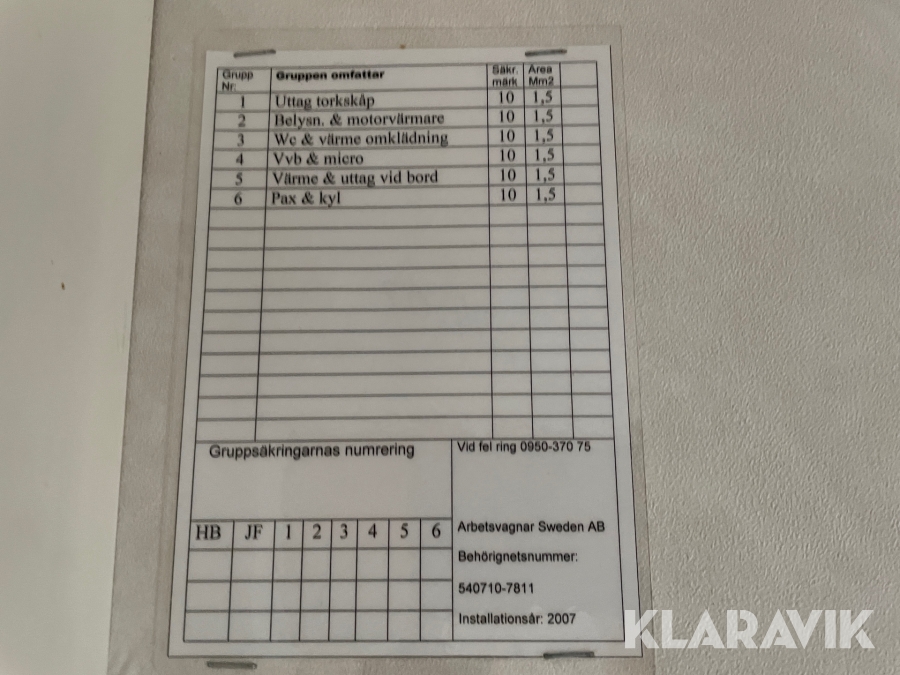 Grupp Nr: Gruppen omfattar Säkr. märk Area Mm2
1 Uttag torkskåp 10 1,5
2 Belysn. & motorvärmare 10 1,5
3 Wc & värme omklädning 10 1,5
4 Vvb & micro 10 1,5
5 Värme & uttag vid bord 10 1,5
6 Pax & kyl 10 1,5
Gruppsäkringarnas numrering
HB JF 1 2 3 4 5 6
Vid fel ring 0950-370 75
Arbetsvagnar Sweden AB
Behörignetsnummer:
540710-7811
Installationsår: 2007
KLARAVIK